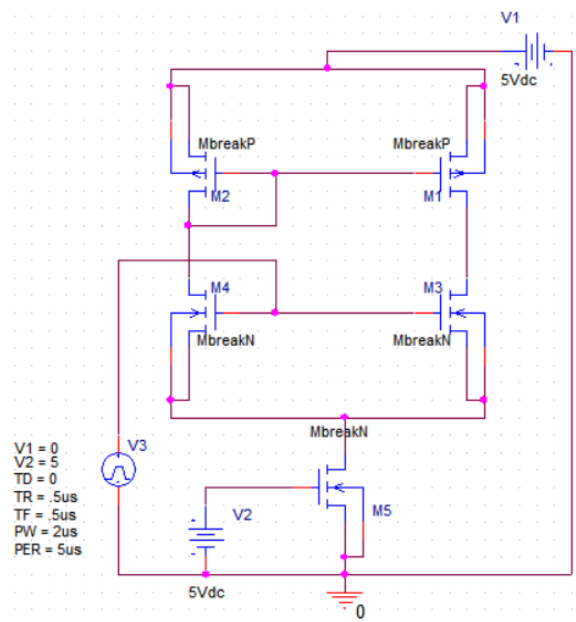 V1
5Vdc
MbreakP
MbreakP
M2
M1
M4
M3
MbreakN
MbreakN
MbreakN
V1 = 0
V2 = 5
TD = 0
TR = .5us
TF = .5us
PW = 2us
PER = 5us
V3
V2
M5
5Vdc
0